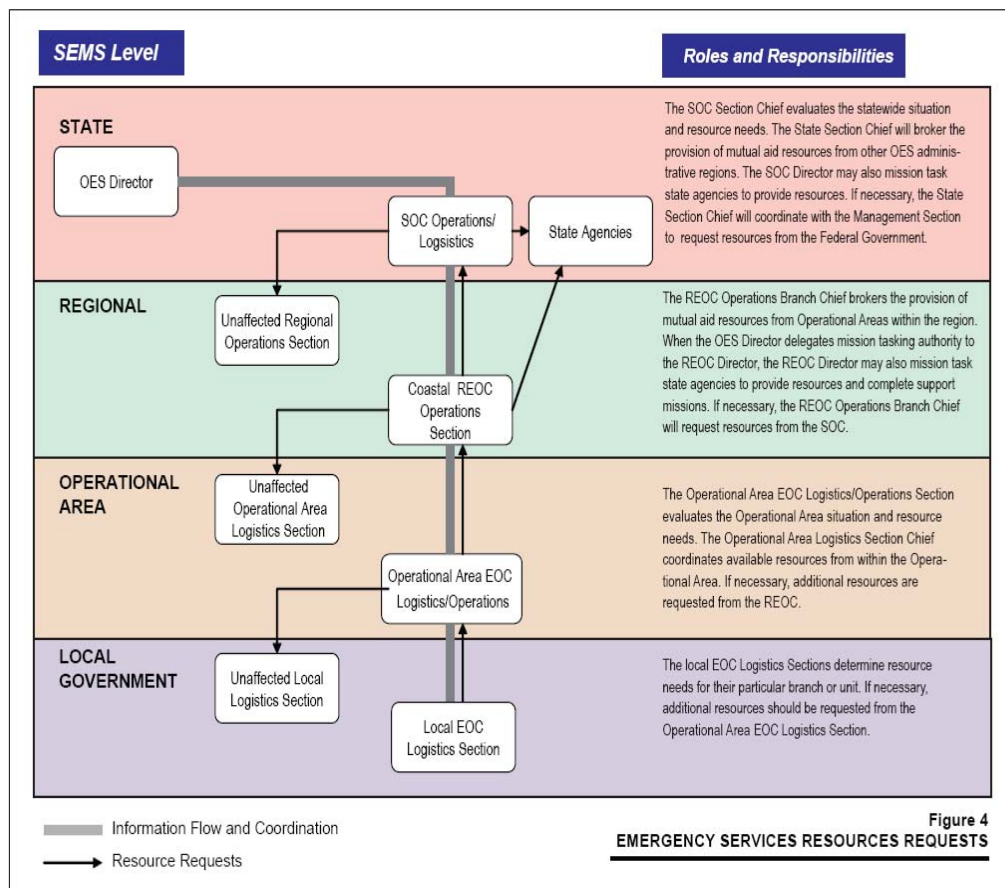 SEMS Level
Roles and Responsibilities
STATE
OES Director
SOC Operations/
Logsistics
State Agencies
The SOC Section Chief evaluates the statewide situation
and resource needs. The State Section Chief will broker the
provision of mutual aid resources from other OES adminis-
trative regions. The SOC Director may also mission task
state agencies to provide resources. If necessary, the State
Section Chief will coordinate with the Management Section
to request resources from the Federal Government.
REGIONAL
Unaffected Regional
Operations Section
Coastal REOC
Operations
Section
The REOC Operations Branch Chief brokers the provision of
mutual aid resources from Operational Areas within the region.
When the OES Director delegates mission tasking authority to
the REOC Director, the REOC Director may also mission task
state agencies to provide resources and complete support
missions. If necessary, the REOC Operations Branch Chief
will request resources from the SOC.
OPERATIONAL
AREA
Unaffected
Operational Area
Logistics Section
Operational Area EOC
Logistics/Operations
The Operational Area EOC Logistics/Operations Section
evaluates the Operational Area situation and resource
needs. The Operational Area Logistics Section Chief
coordinates available resources from within the Opera-
tional Area. If necessary, additional resources are
requested from the REOC.
LOCAL
GOVERNMENT
Unaffected Local
Logistics Section
Local EOC
Logistics Section
The local EOC Logistics Sections determine resource
needs for their particular branch or unit. If necessary,
additional resources should be requested from the
Operational Area EOC Logistics Section.
Information Flow and Coordination
Resource Requests
Figure 4
EMERGENCY SERVICES RESOURCES REQUESTS